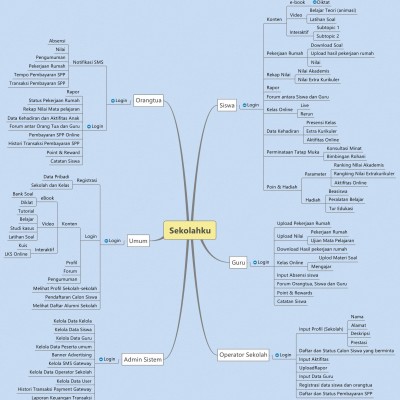 Sekolahku
Orangtua
Login
Notifikasi SMS
Absensi
Nilai
Pengumuman
Pekerjaan Rumah
Tempo Pembayaran SPP
Transaksi Pembayaran SPP
Login
Rapor
Status Pekerjaan Rumah
Rekap Nilai Mata pelajaran
Data Kehadiran dan Aktifitas Anak
Forum antar Orang Tua dan Guru
Pembayaran SPP Online
Histori Transaksi Pembayaran SPP
Point & Reward
Catatan Siswa
Umum
Login
Registrasi
Data Pribadi
Sekolah dan Kelas
Login
Konten
eBook
Bank Soal
Diklat
Video
Tutorial
Belajar
Studi kasus
Interaktif
Latihan Soal
Kuis
LKS Online
Profil
Forum
Pengumuman
Melihat Profil Sekolah-sekolah
Pendaftaran Calon Siswa
Melihat Daftar Alumni Sekolah
Admin Sistem
Login
Kelola Data Kelola
Kelola Data Siswa
Kelola Data Guru
Kelola Data Peserta umum
Banner Advertising
Kelola SMS Gateway
Kelola Data Operator Sekolah
Kelola Data User
Histori Transaksi Payment Gateway
Laporan Keuangan Transaksi
Siswa
Login
Konten
e-book
Diktat
Video
Belajar Teori (animasi)
Latihan Soal
Interaktif
Subtopic 1
Subtopic 2
Pekerjaan Rumah
Download Soal
Upload hasil pekerjaan rumah
Rekap Nilai
Nilai
Nilai Akademis
Nilai Extra Kurikuler
Rapor
Forum antara Siswa dan Guru
Kelas Online
Live
Rerun
Data Kehadiran
Presensi Kelas
Extra Kurikuler
Aktifitas Online
Permintaan Tatap Muka
Konsultasi Minat
Bimbingan Rohani
Poin & Hadiah
Parameter
Ranking Nilai Akademis
Rangking Nilai Extrakurikuler
Aktifitas Online
Hadiah
Beasiswa
Peralatan Belajar
Tor Edukasi
Guru
Login
Upload Pekerjaan Rumah
Upload Nilai
Pekerjaan Rumah
Ujian Mata Pelajaran
Download Hasil pekerjaan rumah
Kelas Online
Uplod Materi Soal
Mengajar
Input Absensi siswa
Forum Orangtua, Siswa dan Guru
Point & Rewards
Catatan Siswa
Operator Sekolah
Login
Input Profil (Sekolah)
Nama
Alamat
Deskripsi
Prestasi
Daftar dan Status Calon Siswa yang berminta
Input Aktifitas
UploadRapor
Input Data Guru
Registrasi data siswa dan orangtua
Daftar dan Status Pembayaran SPP